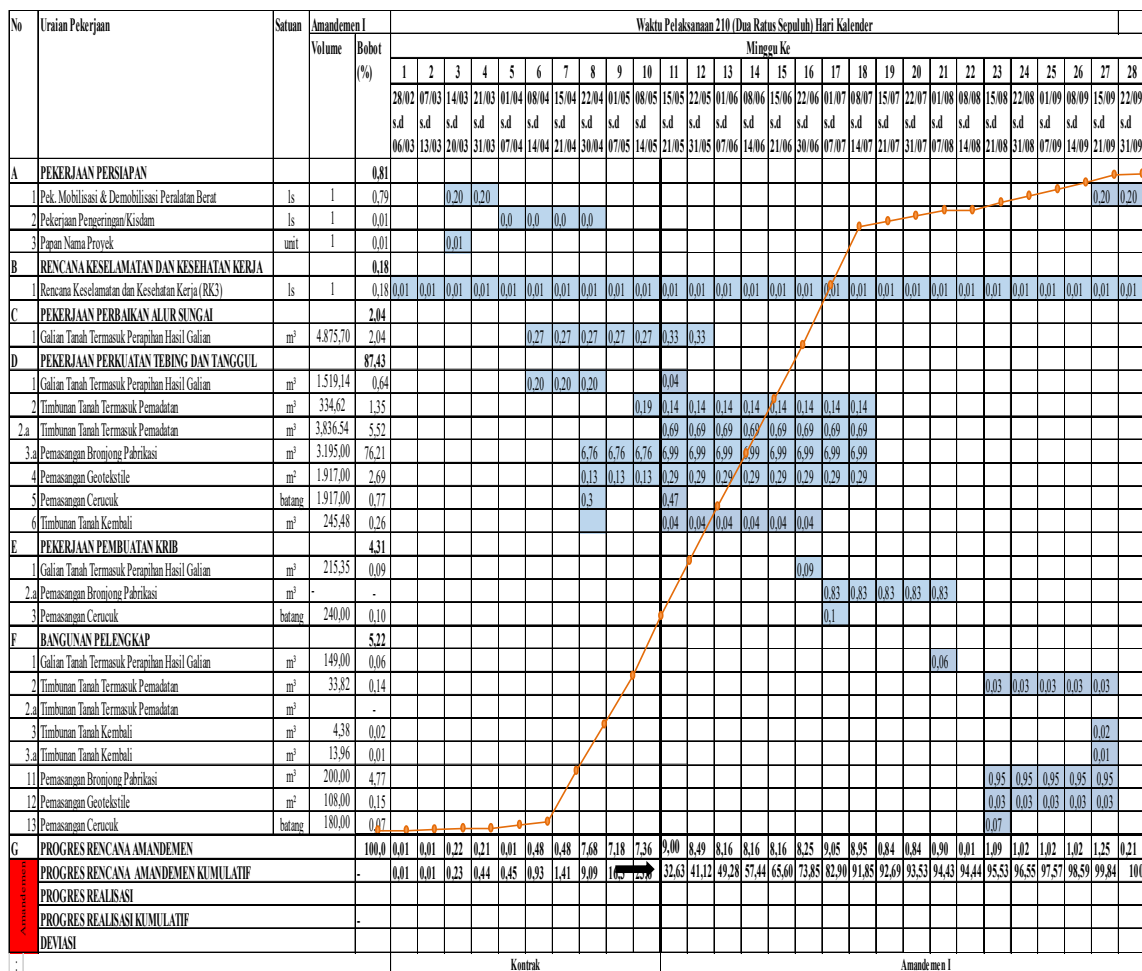 No Uraian Pekerjaan Satuan Amandemen I Waktu Pelaksanaan 210 (Dua Ratus Sepuluh) Hari Kalender
Volume Bobot Minggu Ke
(%) 1 2 3 4 5 6 7 8 9 10 11 12 13 14 15 16 17 18 19 20 21 22 23 24 25 26 27 28
28/02 07/03 14/03 21/03 01/04 08/04 15/04 22/04 01/05 08/05 15/05 22/05 01/06 08/06 15/06 22/06 01/07 08/07 15/07 22/07 01/08 08/08 15/08 22/08 01/09 08/09 15/09 22/09
s.d s.d s.d s.d s.d s.d s.d s.d s.d s.d s.d s.d s.d s.d s.d s.d s.d s.d s.d s.d s.d s.d s.d s.d s.d s.d s.d s.d
06/03 13/03 20/03 31/03 07/04 14/04 21/04 30/04 07/05 14/05 21/05 31/05 07/06 14/06 21/06 30/06 07/07 14/07 21/07 31/07 07/08 14/08 21/08 31/08 07/09 14/09 21/09 31/09
A PEKERJAAN PERSIAPAN 0,81
1 Pek. Mobilisasi & Demobilisasi Peralatan Berat ls 1 0,79 0,20 0,20 0,20 0,20
2 Pekerjaan Pengeringan/Kisdam ls 1 0,01 0,0 0,0 0,0 0,0
3 Papan Nama Proyek unit 1 0,01 0,01
B RENCANA KESELAMATAN DAN KESEHATAN KERJA 0,18
1 Rencana Keselamatan dan Kesehatan Kerja (RK3) ls 1 0,18 0,01 0,01 0,01 0,01 0,01 0,01 0,01 0,01 0,01 0,01 0,01 0,01 0,01 0,01 0,01 0,01 0,01 0,01 0,01 0,01 0,01 0,01 0,01 0,01 0,01 0,01 0,01 0,01
C PEKERJAAN PERBAIKAN ALUR SUNGAI 2,04
1 Galian Tanah Termasuk Perapihan Hasil Galian m³ 4.875,70 2,04 0,27 0,27 0,27 0,27 0,27 0,33 0,33
D PEKERJAAN PERKUATAN TEBING DAN TANGGUL 87,43
1 Galian Tanah Termasuk Perapihan Hasil Galian m³ 1.519,14 0,64 0,20 0,20 0,20 0,04
2 Timbunan Tanah Termasuk Pemadatan m³ 334,62 1,35 0,19 0,14 0,14 0,14 0,14 0,14 0,14 0,14 0,14
2.a Timbunan Tanah Termasuk Pemadatan m³ 3,836.54 5,52 0,69 0,69 0,69 0,69 0,69 0,69 0,69 0,69
3.a Pemasangan Bronjong Pabrikasi m³ 3.195,00 76,21 6,76 6,76 6,76 6,99 6,99 6,99 6,99 6,99 6,99 6,99 6,99
4 Pemasangan Geotekstile m² 1.917,00 2,69 0,13 0,13 0,13 0,29 0,29 0,29 0,29 0,29 0,29 0,29 0,29
5 Pemasangan Cerucuk batang 1.917,00 0,77 0,3 0,47
6 Timbunan Tanah Kembali m³ 245,48 0,26 0,04 0,04 0,04 0,04 0,04 0,04
E PEKERJAAN PEMBUATAN KRIB 4,31
1 Galian Tanah Termasuk Perapihan Hasil Galian m³ 215,35 0,09 0,09
2.a Pemasangan Bronjong Pabrikasi m³ - - 0,83 0,83 0,83 0,83 0,83
3 Pemasangan Cerucuk batang 240,00 0,10 0,1
F BANGUNAN PELENGKAP 5,22
1 Galian Tanah Termasuk Perapihan Hasil Galian m³ 149,00 0,06 0,06
2 Timbunan Tanah Termasuk Pemadatan m³ 33,82 0,14 0,03 0,03 0,03 0,03 0,03
2.a Timbunan Tanah Termasuk Pemadatan m³ -
3 Timbunan Tanah Kembali m³ 4,38 0,02 0,02
3.a Timbunan Tanah Kembali m³ 13,96 0,01 0,01
11 Pemasangan Bronjong Pabrikasi m³ 200,00 4,77 0,95 0,95 0,95 0,95 0,95
12 Pemasangan Geotekstile m² 108,00 0,15 0,03 0,03 0,03 0,03 0,03
13 Pemasangan Cerucuk batang 180,00 0,07 0,07
G PROGRES RENCANA AMANDEMEN 100,0 0,01 0,01 0,22 0,21 0,01 0,48 0,48 7,68 7,18 7,36 9,00 8,49 8,16 8,16 8,16 8,25 9,05 8,95 0,84 0,84 0,90 0,01 1,09 1,02 1,02 1,02 1,25 0,21
Amandemen
PROGRES RENCANA AMANDEMEN KUMULATIF - 0,01 0,01 0,23 0,44 0,45 0,93 1,41 9,09 32,63 41,12 49,28 57,44 65,60 73,85 82,90 91,85 92,69 93,53 94,43 94,44 95,53 96,55 97,57 98,59 99,84 100
PROGRES REALISASI
PROGRES REALISASI KUMULATIF -
DEVIASI
Kontrak Amandemen I